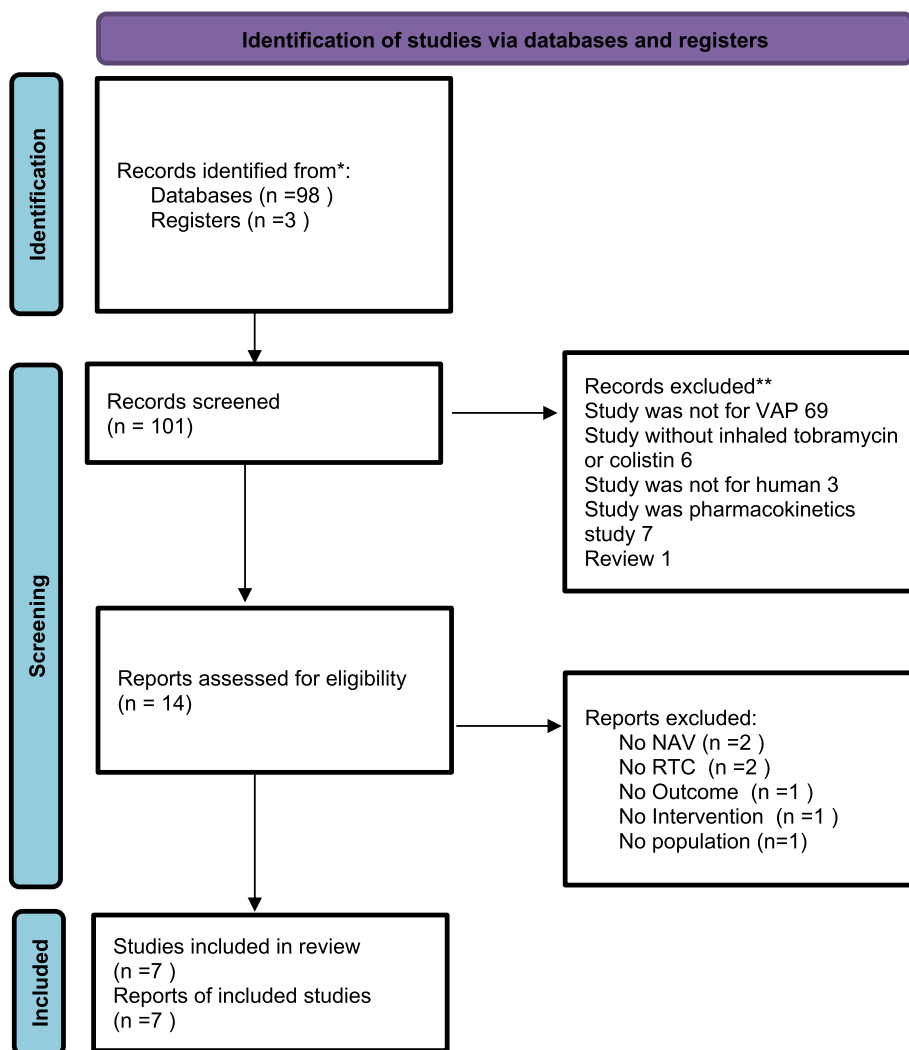 Identification of studies via databases and registers
Identification
Records identified from*:
Databases (n =98 )
Registers (n =3 )
Screening
Records screened
(n = 101)
Records excluded**
Study was not for VAP 69
Study without inhaled tobramycin
or colistin 6
Study was not for human 3
Study was pharmacokinetics
study 7
Review 1
Reports assessed for eligibility
(n = 14)
Reports excluded:
No NAV (n =2 )
No RTC (n =2 )
No Outcome (n =1 )
No Intervention (n =1 )
No population (n=1)
Included
Studies included in review
(n =7 )
Reports of included studies
(n =7 )